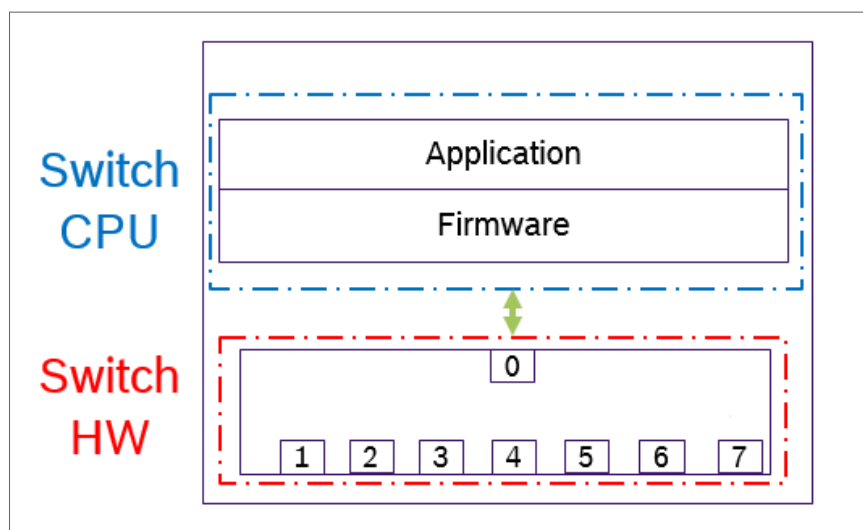 Switch
CPU
Application
Firmware
Switch
HW
0
1 2 3 4 5 6 7